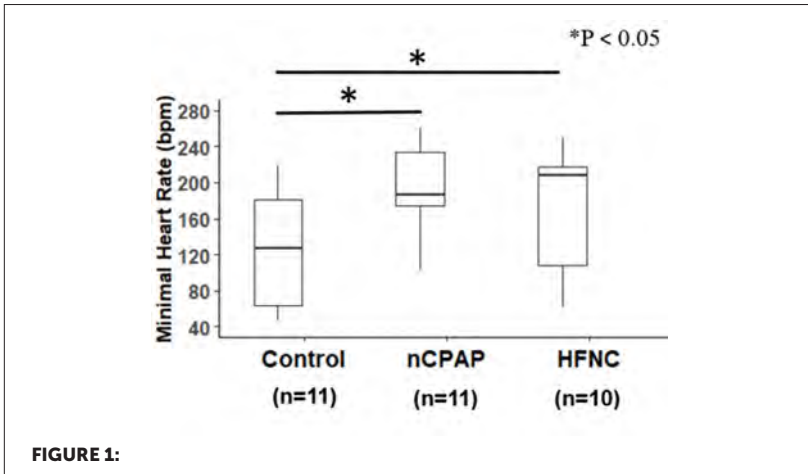 *P < 0.05
*
*
Minimal Heart Rate (bpm)
280
240
200
160
120
80
40
Control nCPAP HFNC
(n=11) (n=11) (n=10)
FIGURE 1: